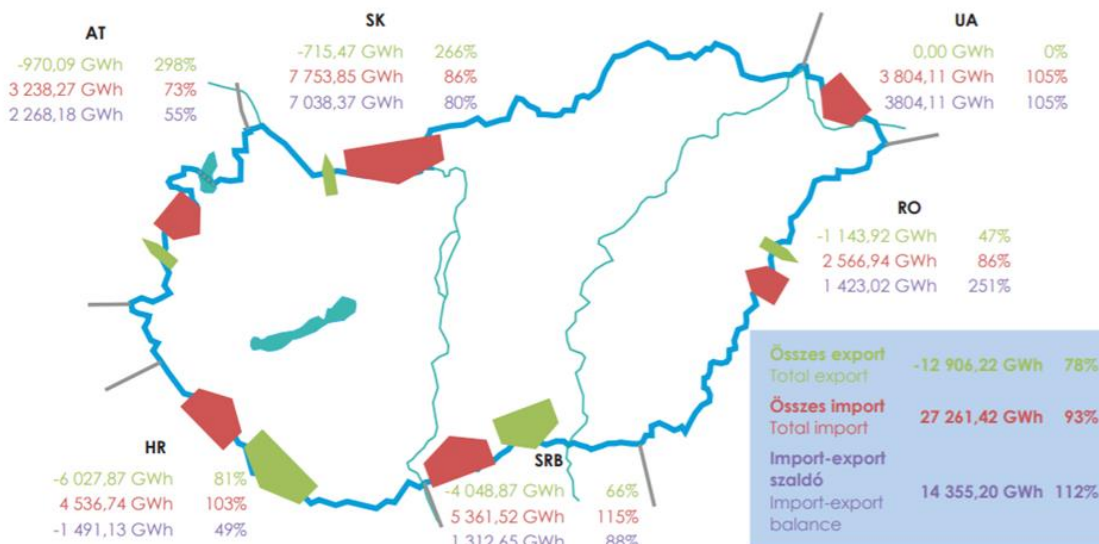 AT
-970,09 GWh 298%
3 238,27 GWh 73%
2 268,18 GWh 55%
SK
-715,47 GWh 266%
7 753,85 GWh 86%
7 038,37 GWh 80%
UA
0,00 GWh 0%
3 804,11 GWh 105%
3804,11 GWh 105%
RO
-1 143,92 GWh 47%
2 566,94 GWh 86%
1 423,02 GWh 251%
HR
-6 027,87 GWh 81%
4 536,74 GWh 103%
-1 491,13 GWh 49%
SRB
-4 048,87 GWh 66%
5 361,52 GWh 115%
1 312,65 GWh 88%
Összes export
Total export
-12 906,22 GWh 78%
Összes import
Total import
27 261,42 GWh 93%
Import-export
szaldó
Import-export
balance
14 355,20 GWh 112%